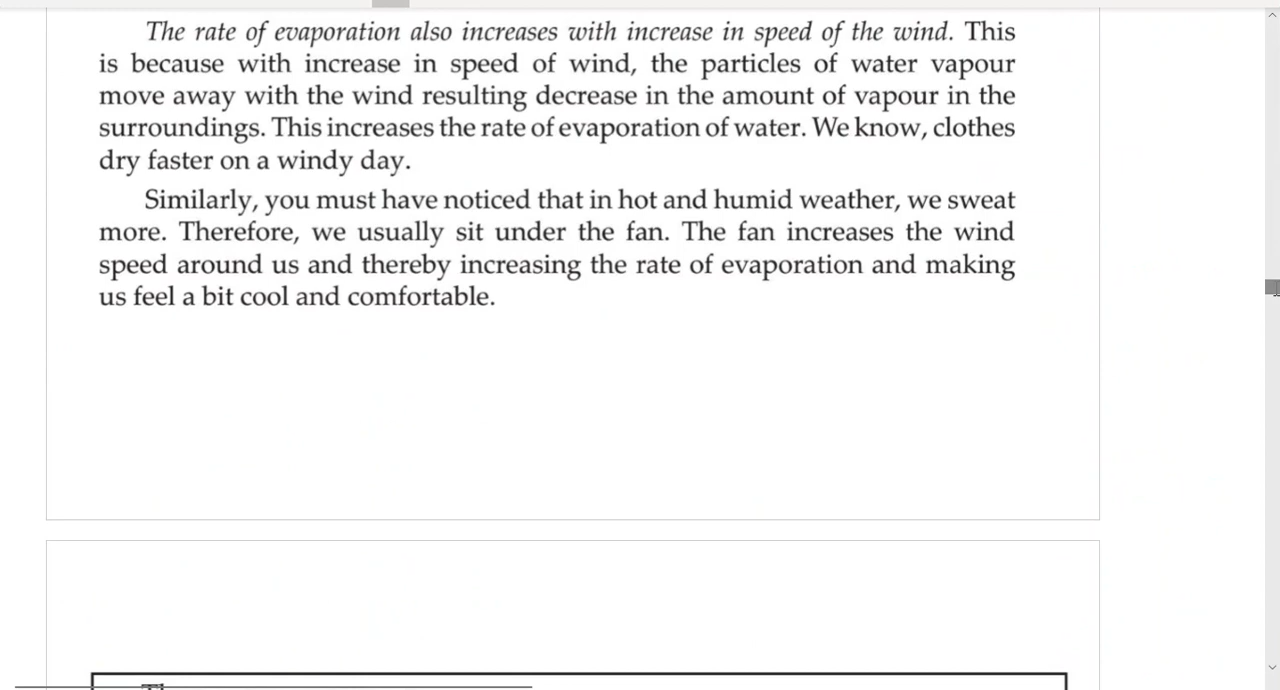 The rate of evaporation also increases with increase in speed of the wind. This
is because with increase in speed of wind, the particles of water vapour
move away with the wind resulting decrease in the amount of vapour in the
surroundings. This increases the rate of evaporation of water. We know, clothes
dry faster on a windy day.
Similarly, you must have noticed that in hot and humid weather, we sweat
more. Therefore, we usually sit under the fan. The fan increases the wind
speed around us and thereby increasing the rate of evaporation and making
us feel a bit cool and comfortable.